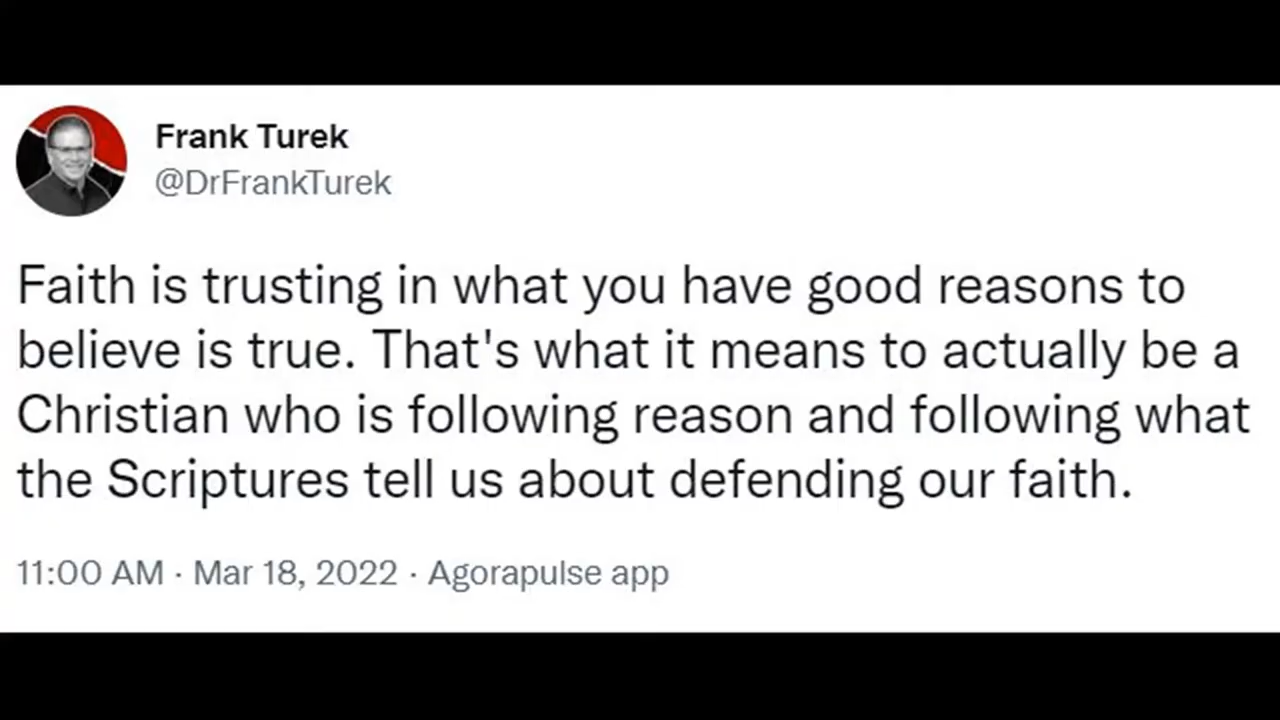 Frank Turek
@DrFrankTurek
Faith is trusting in what you have good reasons to
believe is true. That's what it means to actually be a
Christian who is following reason and following what
the Scriptures tell us about defending our faith.
11:00 AM · Mar 18, 2022 · Agorapulse app